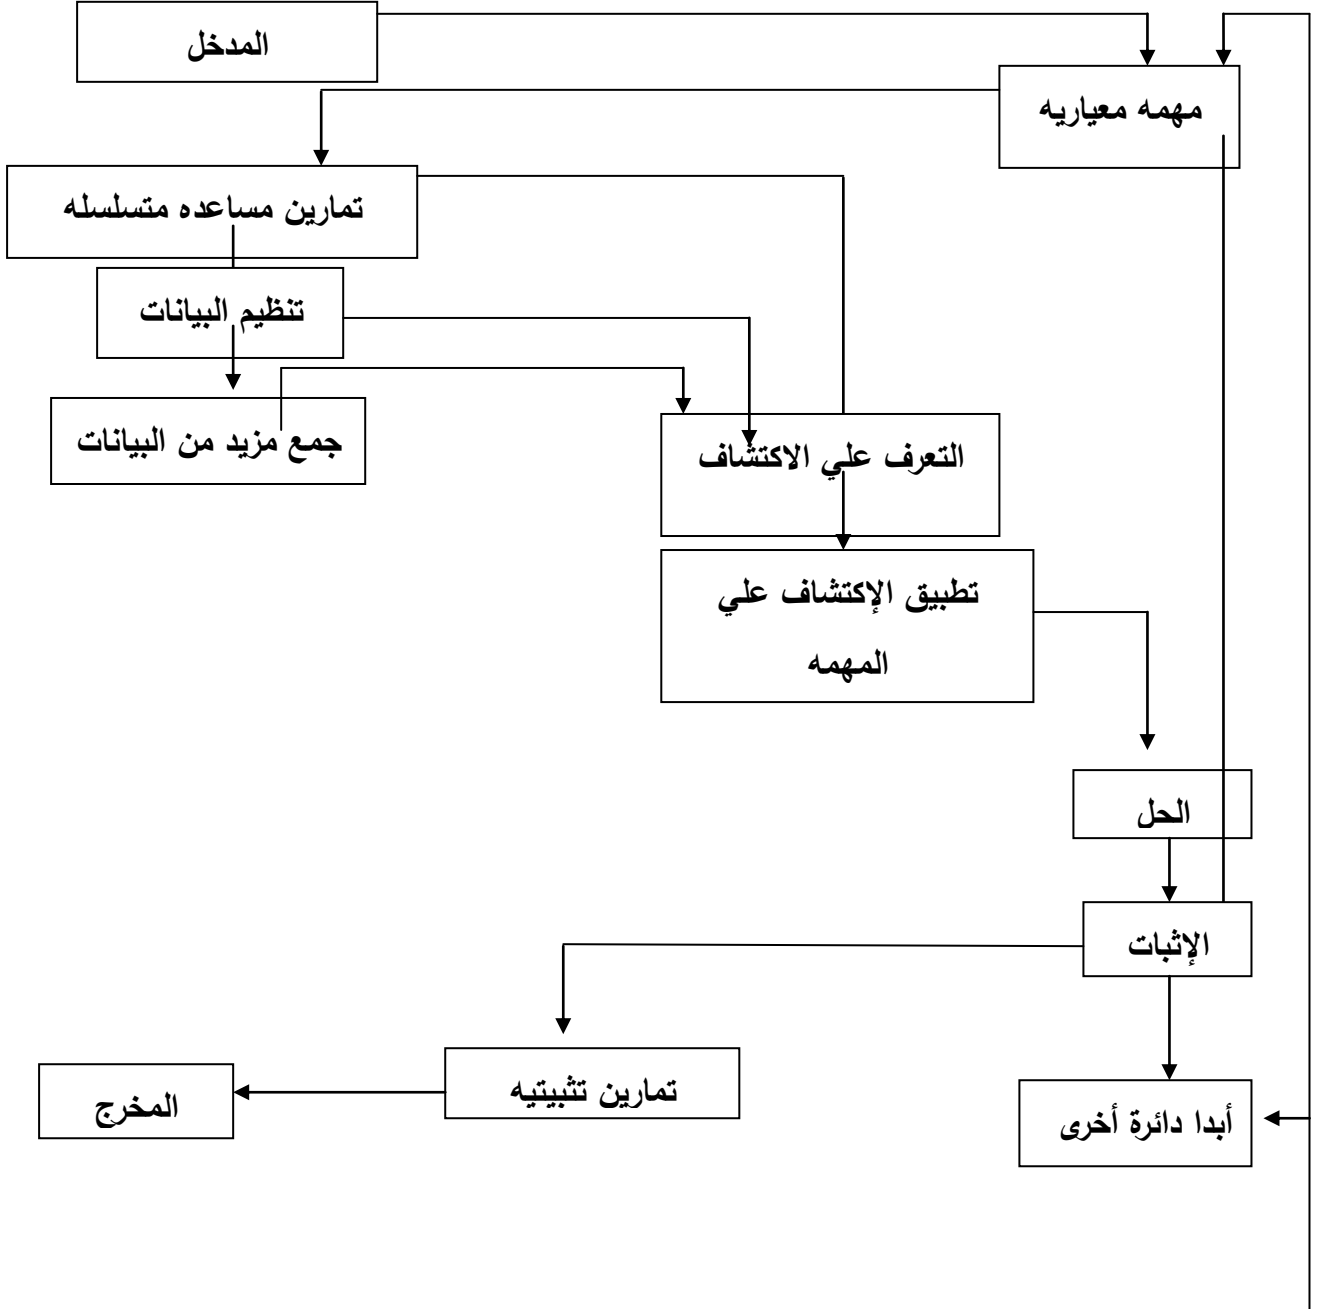 المدخل
مهمه معياريه
تمارين مساعده متسلسله
تنظيم البيانات
جمع مزيد من البيانات
التعرف علي الاكتشاف
تطبيق الإكتشاف علي
المهمه
الحل
الإثبات
تمارين تثبيتيه
المخرج
أبدا دائرة أخرى